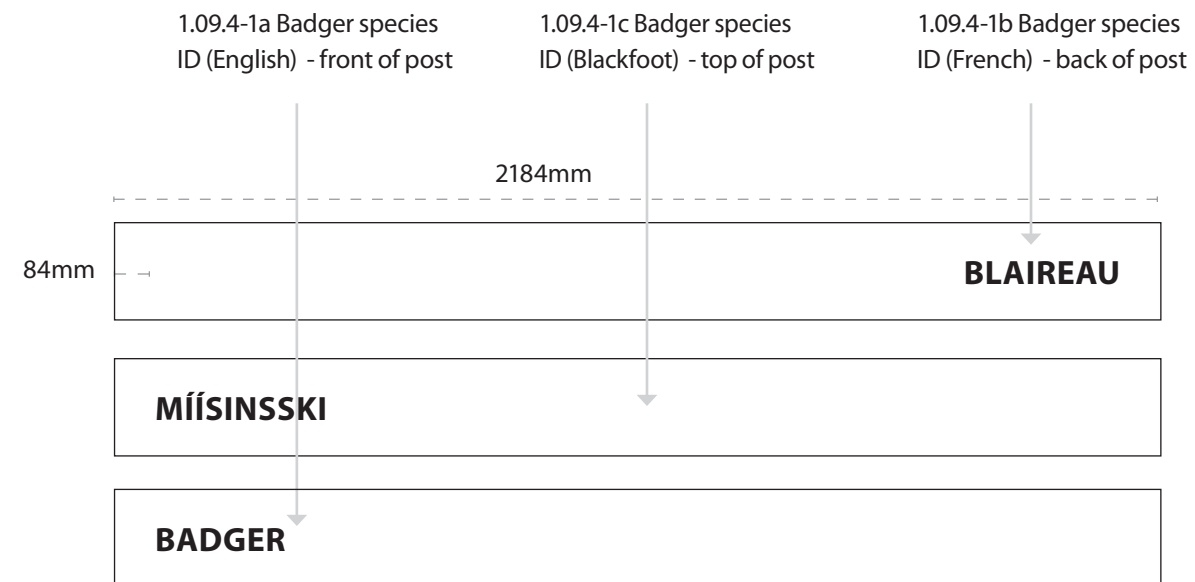 1.09.4-1a Badger species
ID (English) - front of post
1.09.4-1c Badger species
ID (Blackfoot) - top of post
1.09.4-1b Badger species
ID (French) - back of post
2184mm
84mm
BLAIREAU
MÍÍSINSSKI
BADGER